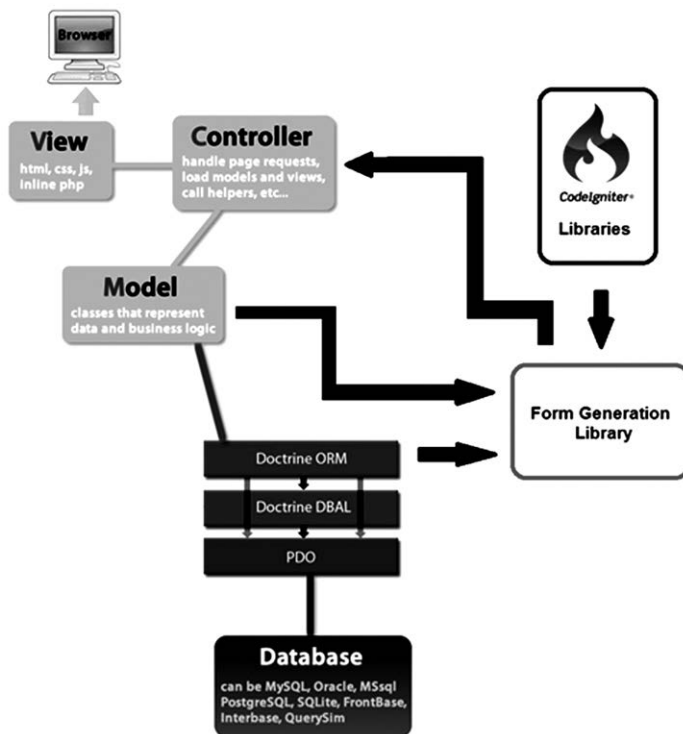 Browser
View
html, css, js,
inline php
Controller
handle page requests,
load models and views,
call helpers, etc...
CodeIgniter®
Libraries
Model
classes that represent
data and business logic
Form Generation
Library
Doctrine ORM
Doctrine DBAL
PDO
Database
can be MySQL, Oracle, MSsql
PostgreSQL, SQLite, FrontBase,
Interbase, QuerySim